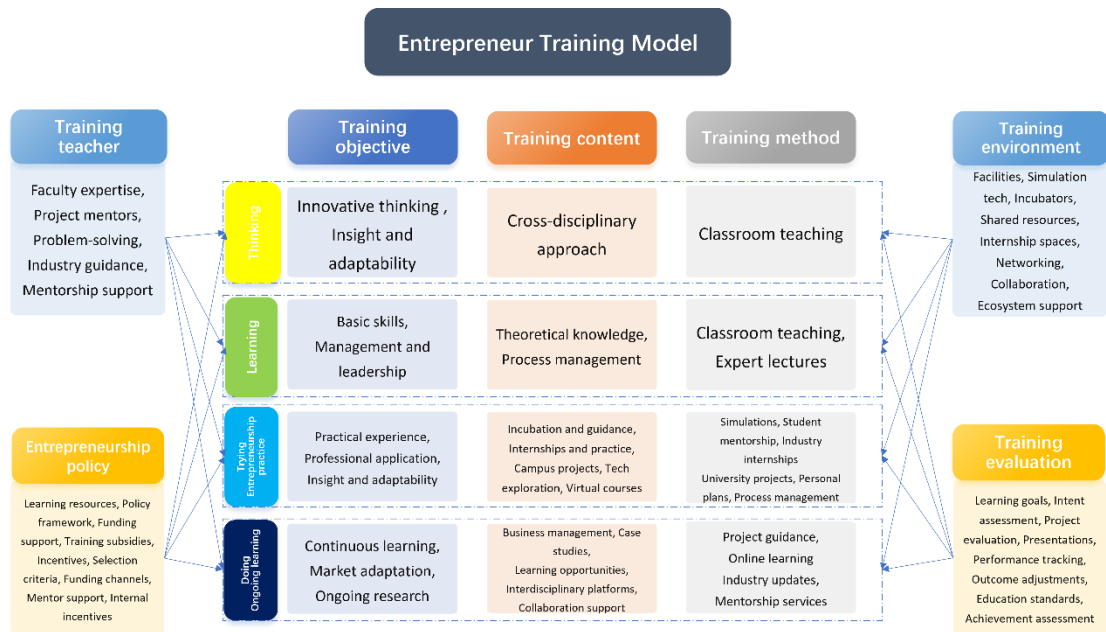 Entrepreneur Training Model
Training
teacher
Faculty expertise,
Project mentors,
Problem-solving,
Industry guidance,
Mentorship support
Entrepreneurship
policy
Learning resources, Policy
framework, Funding
support, Training subsidies,
Incentives, Selection
criteria, Funding channels,
Mentor support, Internal
incentives
Training
objective
Training content
Training method
Thinking
Innovative thinking ,
Insight and
adaptability
Cross-disciplinary
approach
Classroom teaching
Learning
Basic skills,
Management and
leadership
Theoretical knowledge,
Process management
Classroom teaching,
Expert lectures
Trying
Entrepreneurship
practice
Practical experience,
Professional application,
Insight and adaptability
Incubation and guidance,
Internships and practice,
Campus projects, Tech
exploration, Virtual courses
Simulations, Student
mentorship, Industry
internships
University projects, Personal
plans, Process management
Doing
Ongoing learning
Continuous learning,
Market adaptation,
Ongoing research
Business management, Case
studies,
Learning opportunities,
Interdisciplinary platforms,
Collaboration support
Project guidance,
Online learning
Industry updates,
Mentorship services
Training
environment
Facilities, Simulation
tech, Incubators,
Shared resources,
Internship spaces,
Networking,
Collaboration,
Ecosystem support
Training
evaluation
Learning goals, Intent
assessment, Project
evaluation, Presentations,
Performance tracking,
Outcome adjustments,
Education standards,
Achievement assessment